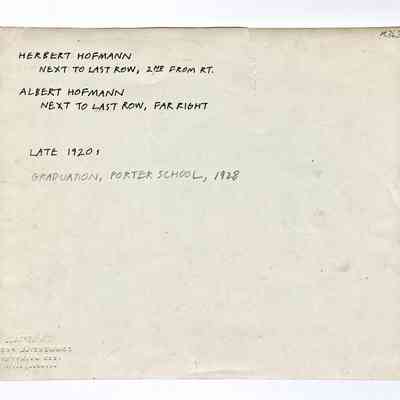 HERBERT HOFMANN
NEXT TO LAST ROW, 2ND FROM RT.
ALBERT HOFMANN
NEXT TO LAST ROW, FAR RIGHT
LATE 1920s
GRADUATION, PORTER SCHOOL, 1928